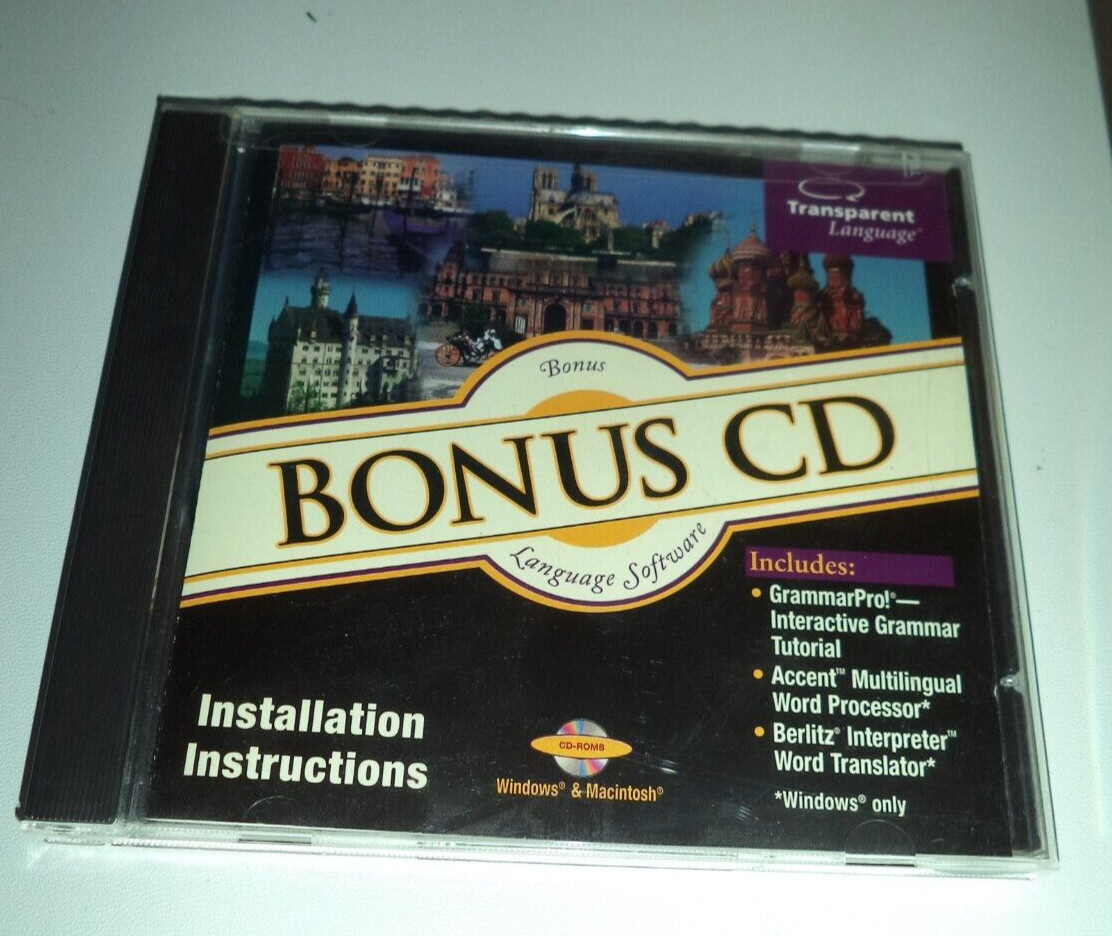 Transparent
Language™
Bonus
BONUS CD
Language Software
Includes:
• GrammarPro!®—
Interactive Grammar
Tutorial
• Accent™ Multilingual
Word Processor*
• Berlitz® Interpreter™
Word Translator*
*Windows® only
Installation
Instructions
CD-ROMS
Windows® & Macintosh®